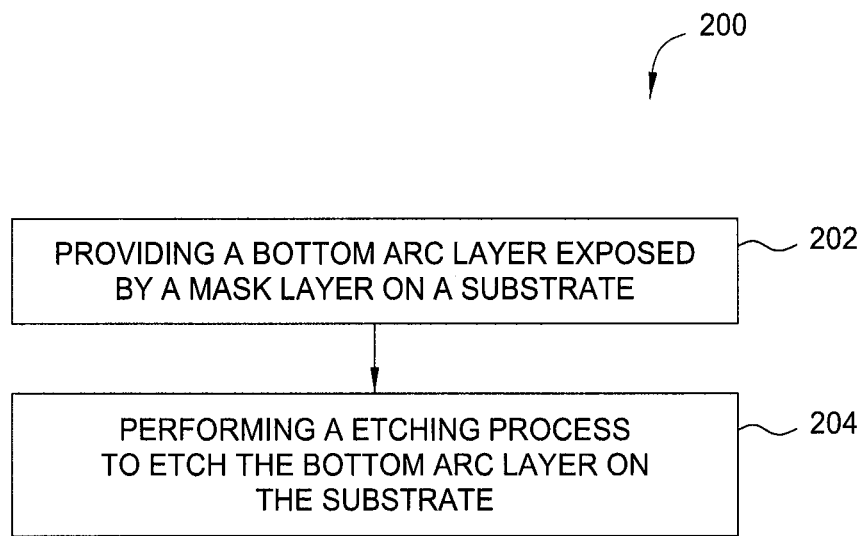 200
PROVIDING A BOTTOM ARC LAYER EXPOSED
BY A MASK LAYER ON A SUBSTRATE
202
PERFORMING A ETCHING PROCESS
TO ETCH THE BOTTOM ARC LAYER ON
THE SUBSTRATE
204